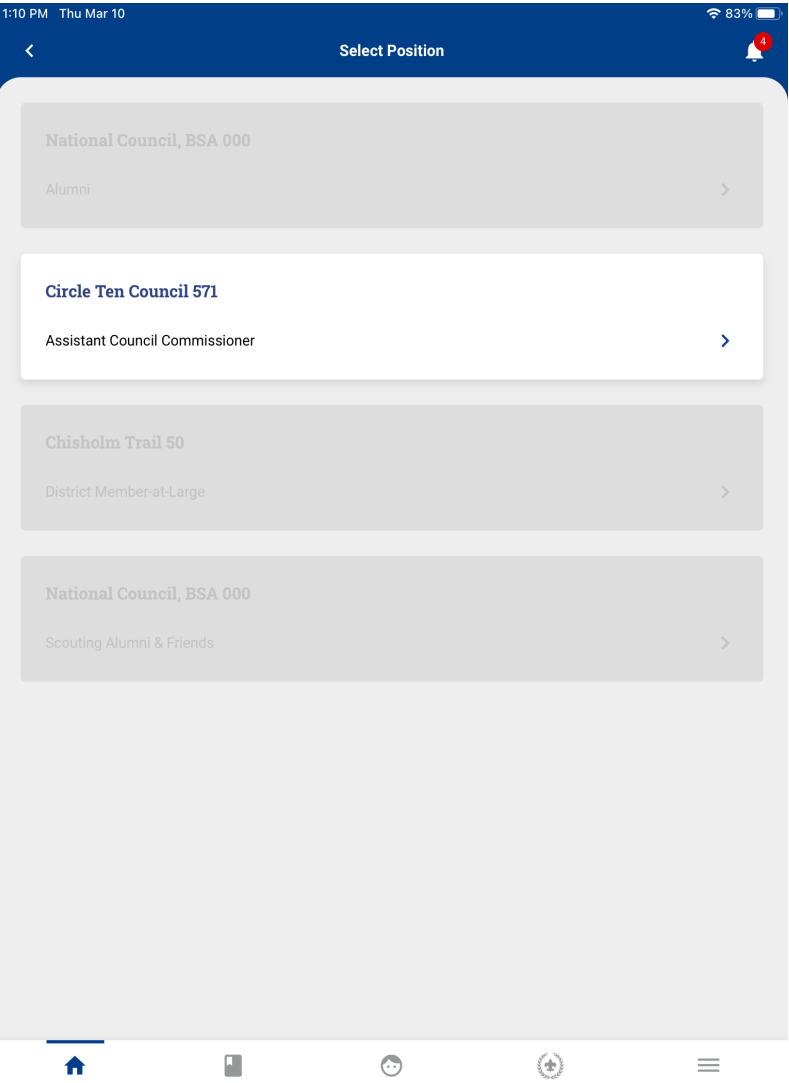 1:10 PM Thu Mar 10 83%
Select Position
4
National Council, BSA 000
Alumni
Circle Ten Council 571
Assistant Council Commissioner
Chisholm Trail 50
District Member-at-Large
National Council, BSA 000
Scouting Alumni & Friends